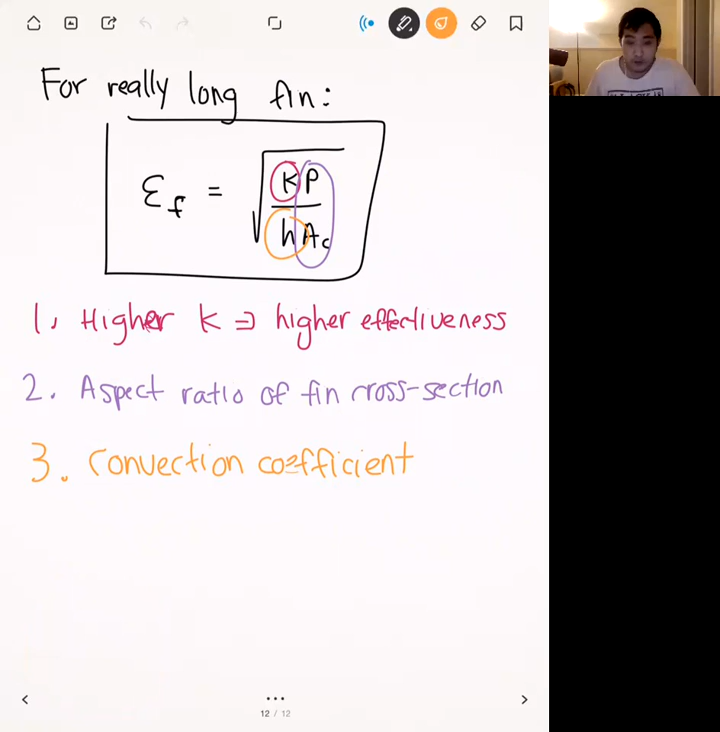 For really long fin:
εf = √(kP / hAc)
1. Higher k ⇒ higher effectiveness
2. Aspect ratio of fin cross-section
3. Convection coefficient
12 / 12